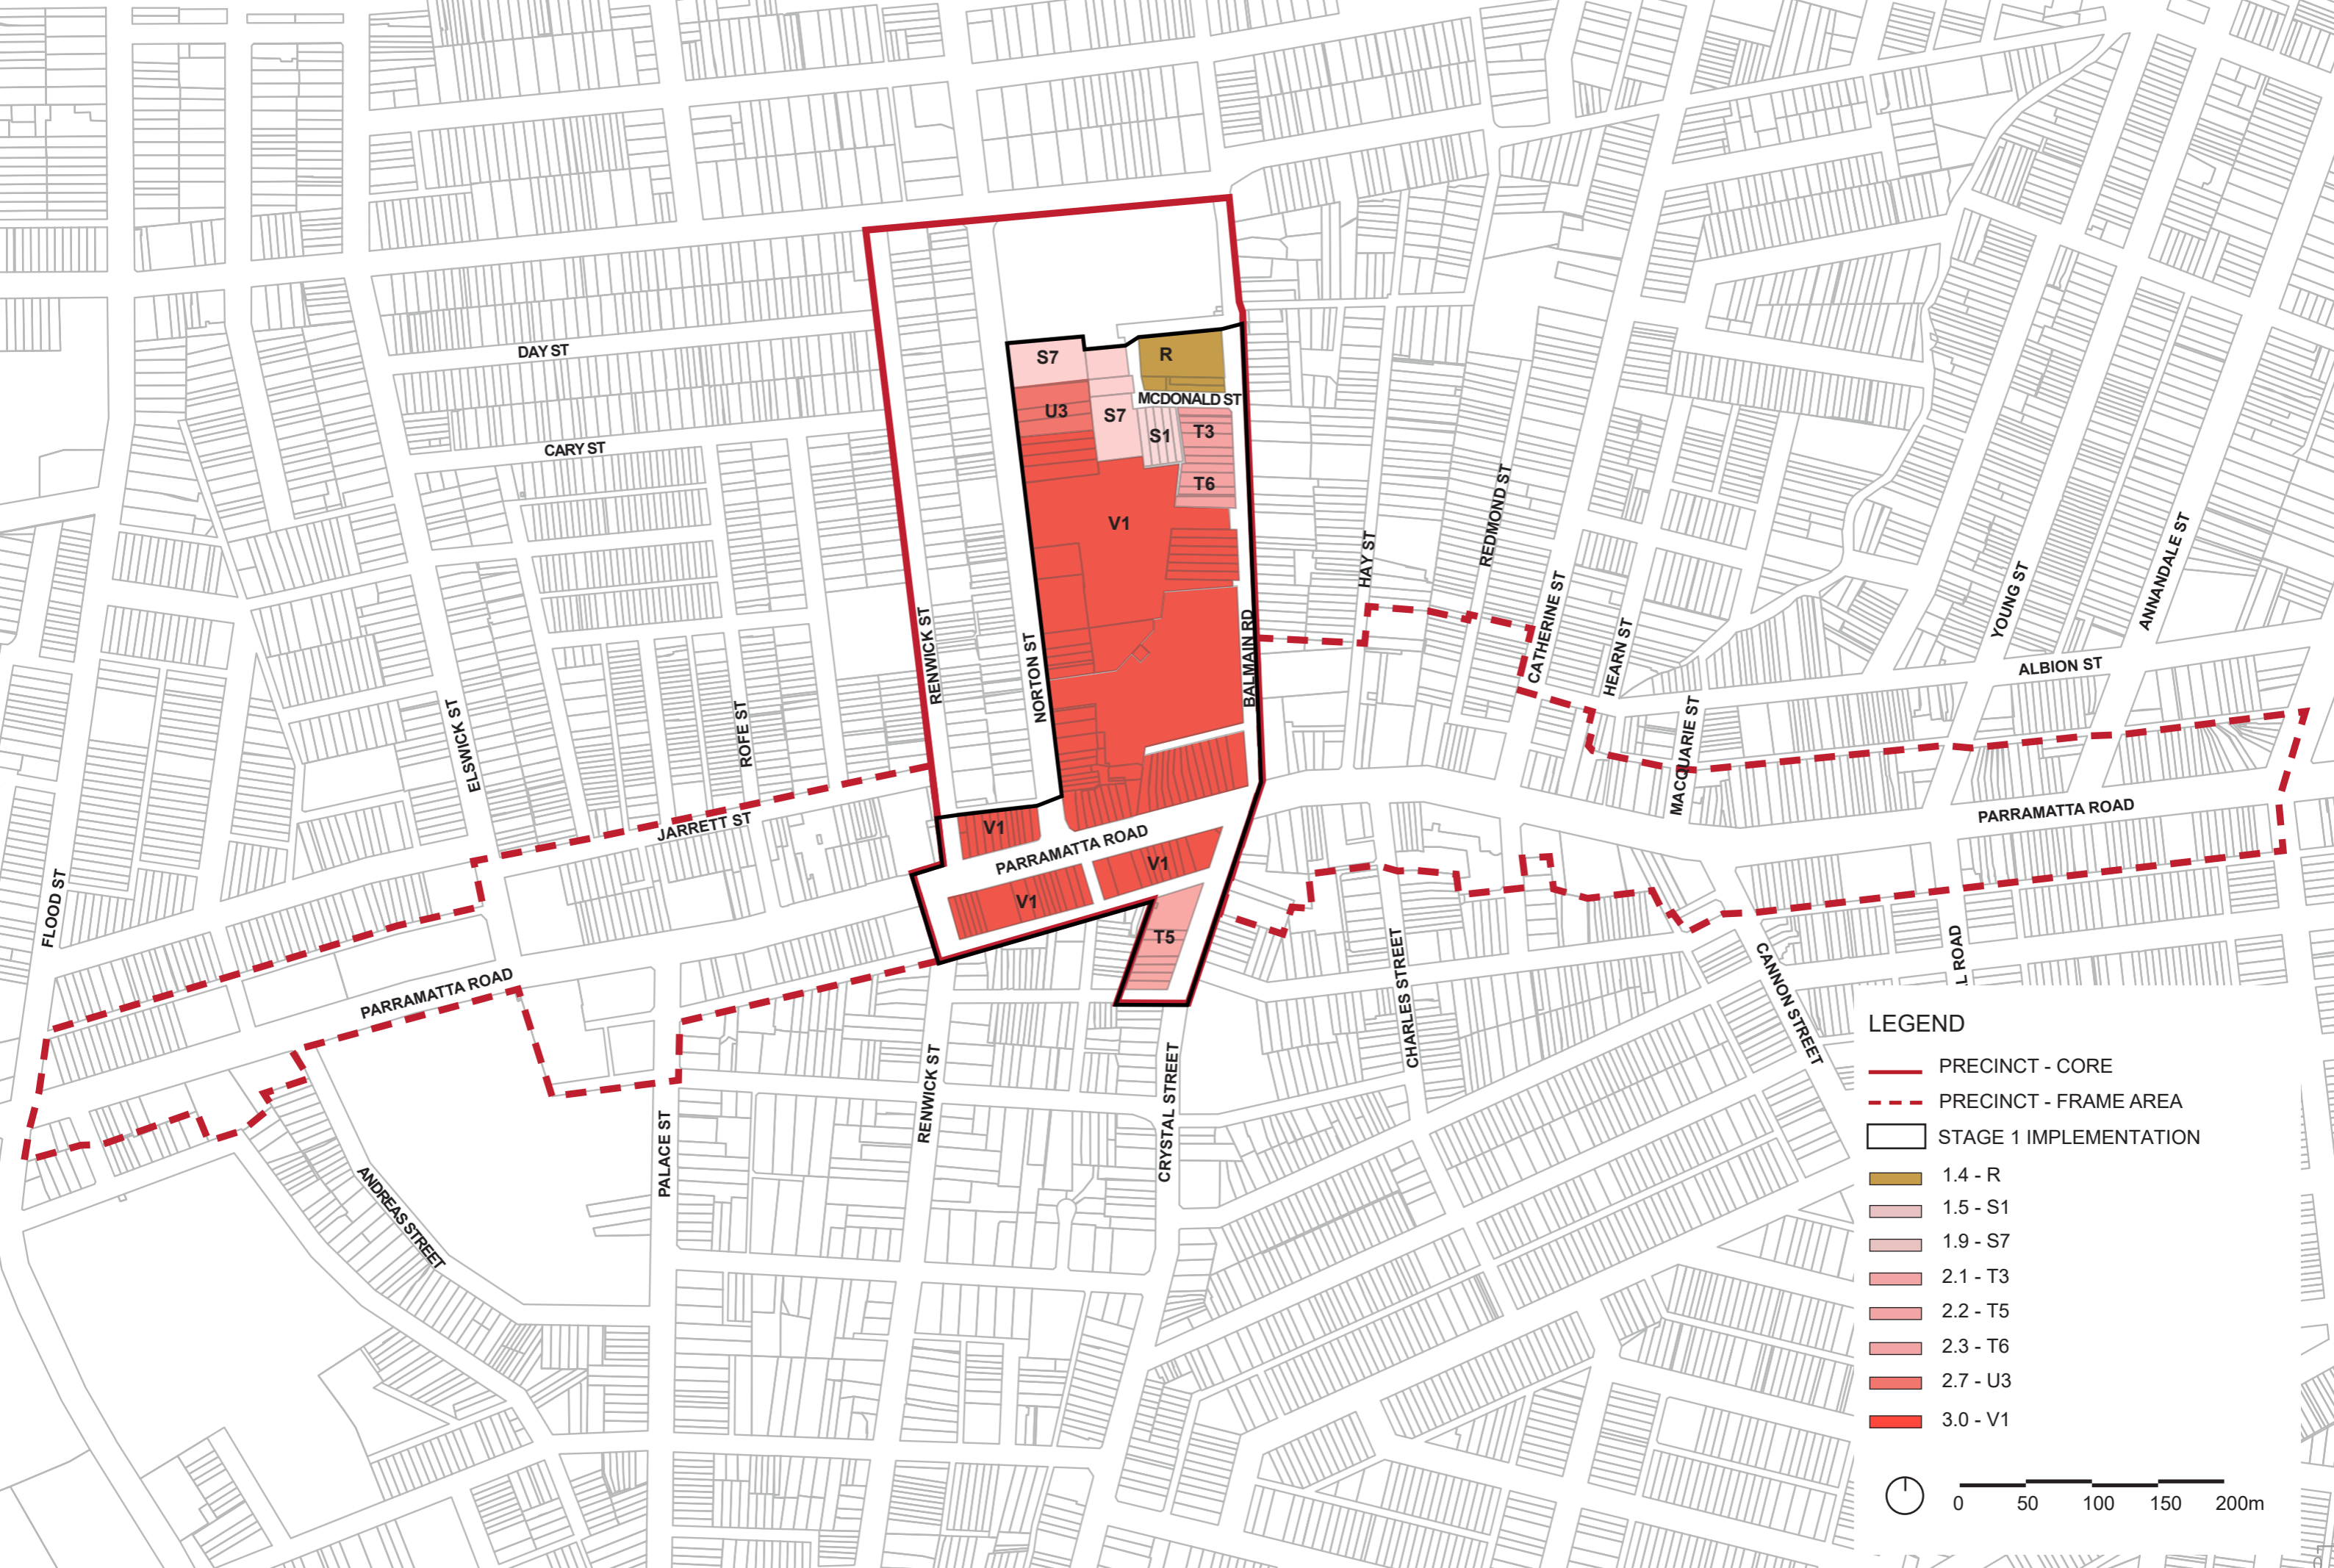 DAY ST
S7
R
MCDONALD ST
U3
S7
S1
T3
CARY ST
T6
V1
HAY ST
REDMOND ST
CATHERINE ST
HEARN ST
YOUNG ST
ANNANDALE ST
ALBION ST
RENWICK ST
NORTON ST
BALMAIN RD
MACQUARIE ST
ELSWICK ST
ROFE ST
JARRETT ST
V1
PARRAMATTA ROAD
V1
V1
PARRAMATTA ROAD
FLOOD ST
T5
PARRAMATTA ROAD
CHARLES STREET
CANNON STREET
L ROAD
PALACE ST
RENWICK ST
CRYSTAL STREET
ANDREAS STREET
LEGEND
PRECINCT - CORE
PRECINCT - FRAME AREA
STAGE 1 IMPLEMENTATION
1.4 - R
1.5 - S1
1.9 - S7
2.1 - T3
2.2 - T5
2.3 - T6
2.7 - U3
3.0 - V1
0 50 100 150 200m